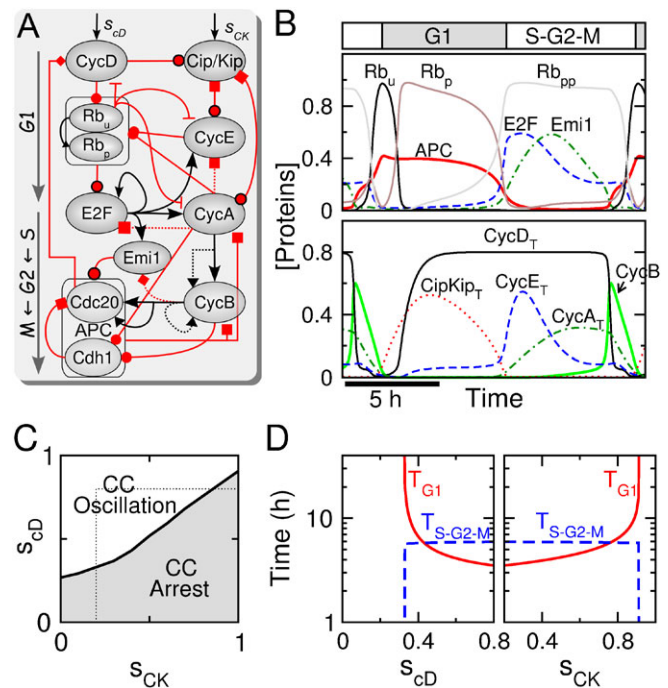 A
s_cD
s_CK
CycD
Cip/Kip
Rb_u
Rb_p
CycE
E2F
CycA
Emi1
Cdc20
APC
Cdh1
CycB
G1
M ← G2 ← S
B
G1
S-G2-M
Rb_u
Rb_p
Rb_pp
E2F
Emi1
APC
0.8
0.4
0
[Proteins]
CycD_T
CycB
CipKip_T
CycE_T
CycA_T
0.8
0.4
0
5 h
Time
C
1
CC
Oscillation
CC
Arrest
s_cD
0
0
0.5
1
s_CK
D
T_G1
T_G1
T_S-G2-M
T_S-G2-M
Time (h)
10
1
0
0.4
0.8
0.4
0.8
s_cD
s_CK